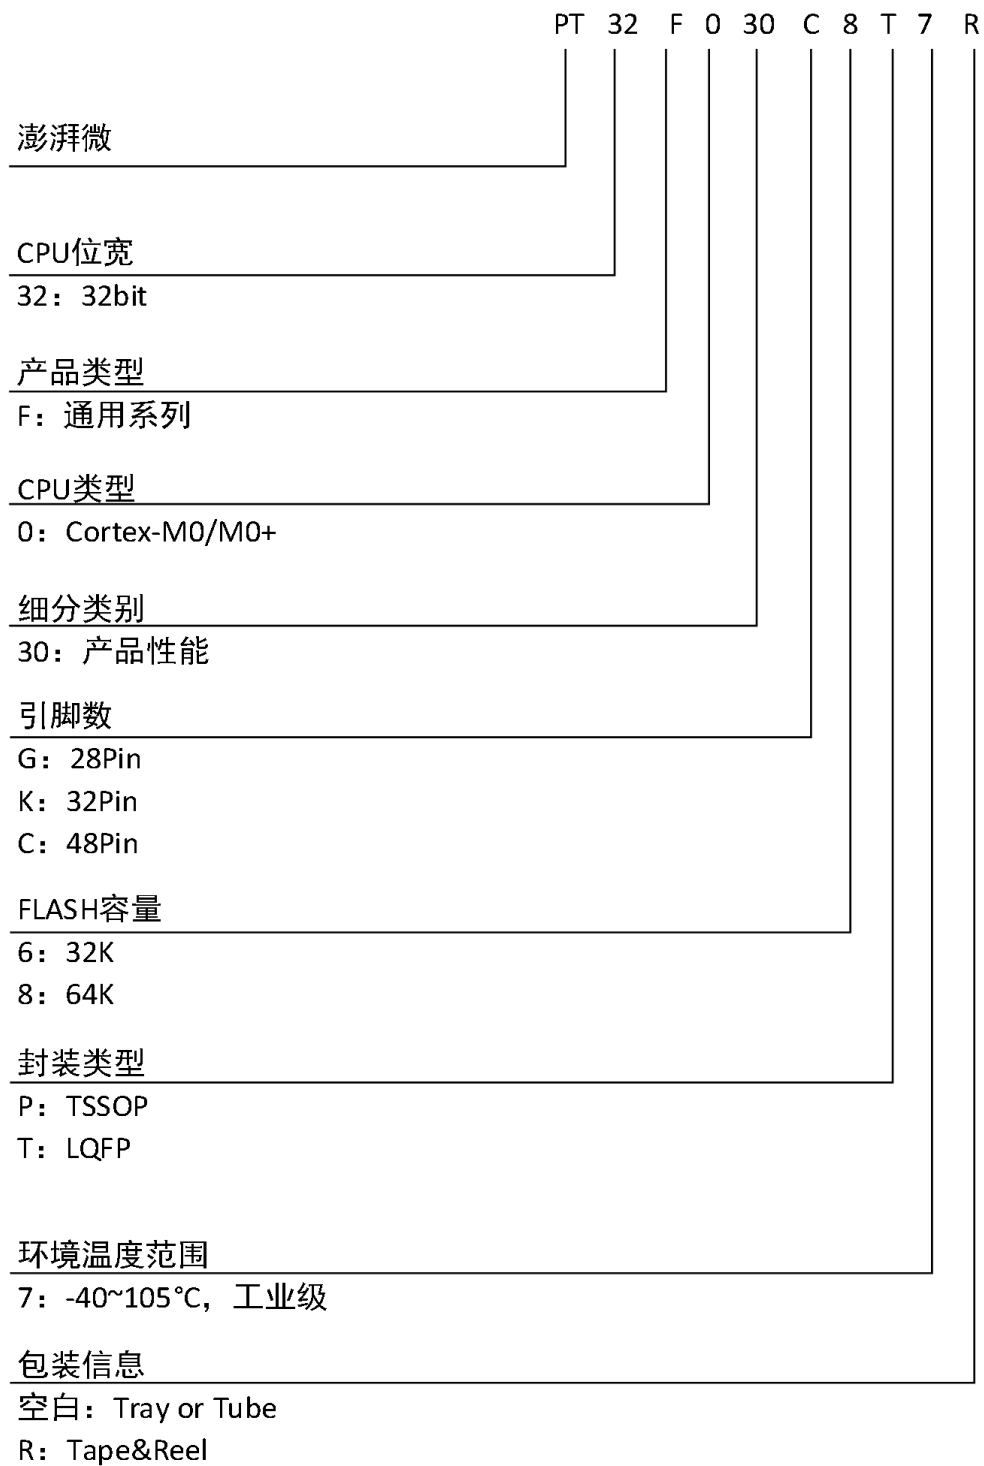 PT 32 F 0 30 C 8 T 7 R
澎湃微
CPU位宽
32：32bit
产品类型
F：通用系列
CPU类型
0：Cortex-M0/M0+
细分类别
30：产品性能
引脚数
G：28Pin
K：32Pin
C：48Pin
FLASH容量
6：32K
8：64K
封装类型
P：TSSOP
T：LQFP
环境温度范围
7：-40~105℃，工业级
包装信息
空白：Tray or Tube
R：Tape&Reel